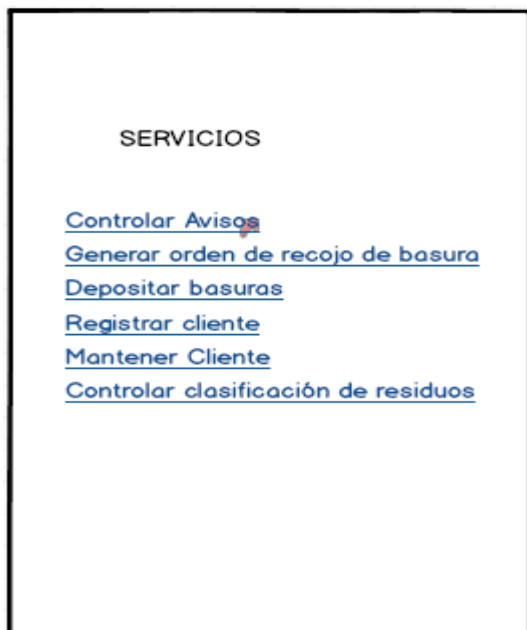 SERVICIOS
Controlar Avisos
Generar orden de recojo de basura
Depositar basuras
Registrar cliente
Mantener Cliente
Controlar clasificación de residuos